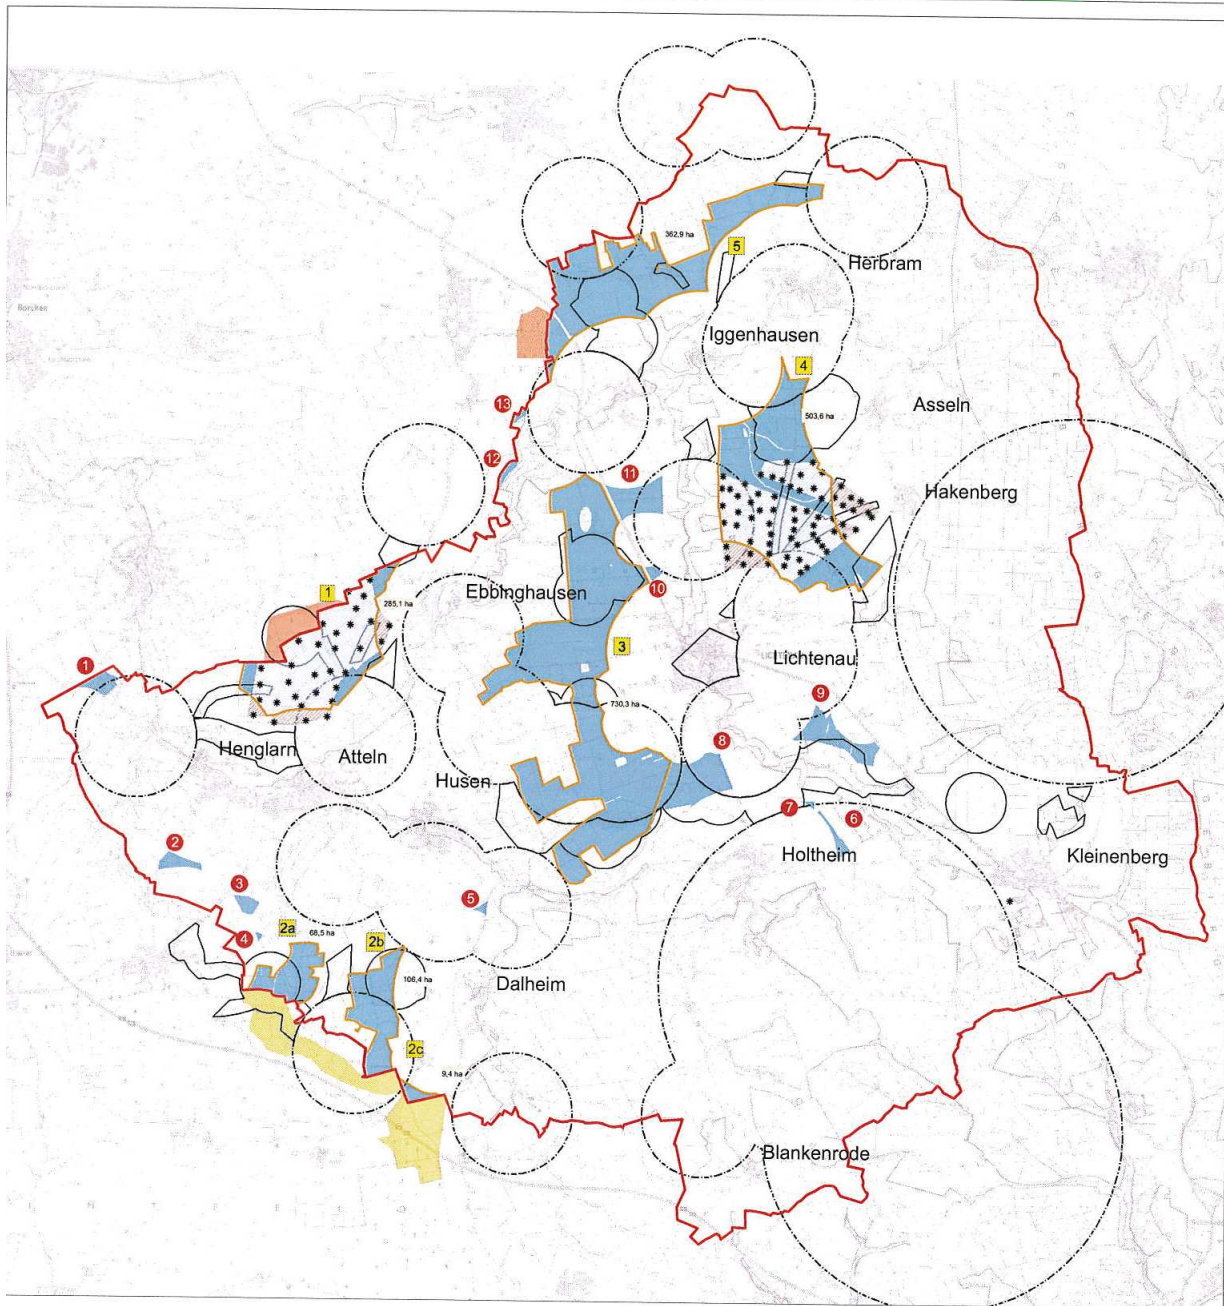 362,9 ha
5
Herbram
Borchen
Iggenhausen
4
13
Asseln
503,6 ha
12
11
Hakenberg
1
Ebbinghausen
10
285,1 ha
3
Lichtenau
1
9
730,3 ha
8
Henglarn
Atteln
Husen
7
6
2
Holtheim
Kleinenberg
3
5
2a
68,5 ha
4
2b
106,4 ha
Dalheim
2c
9,4 ha
Blankenrode